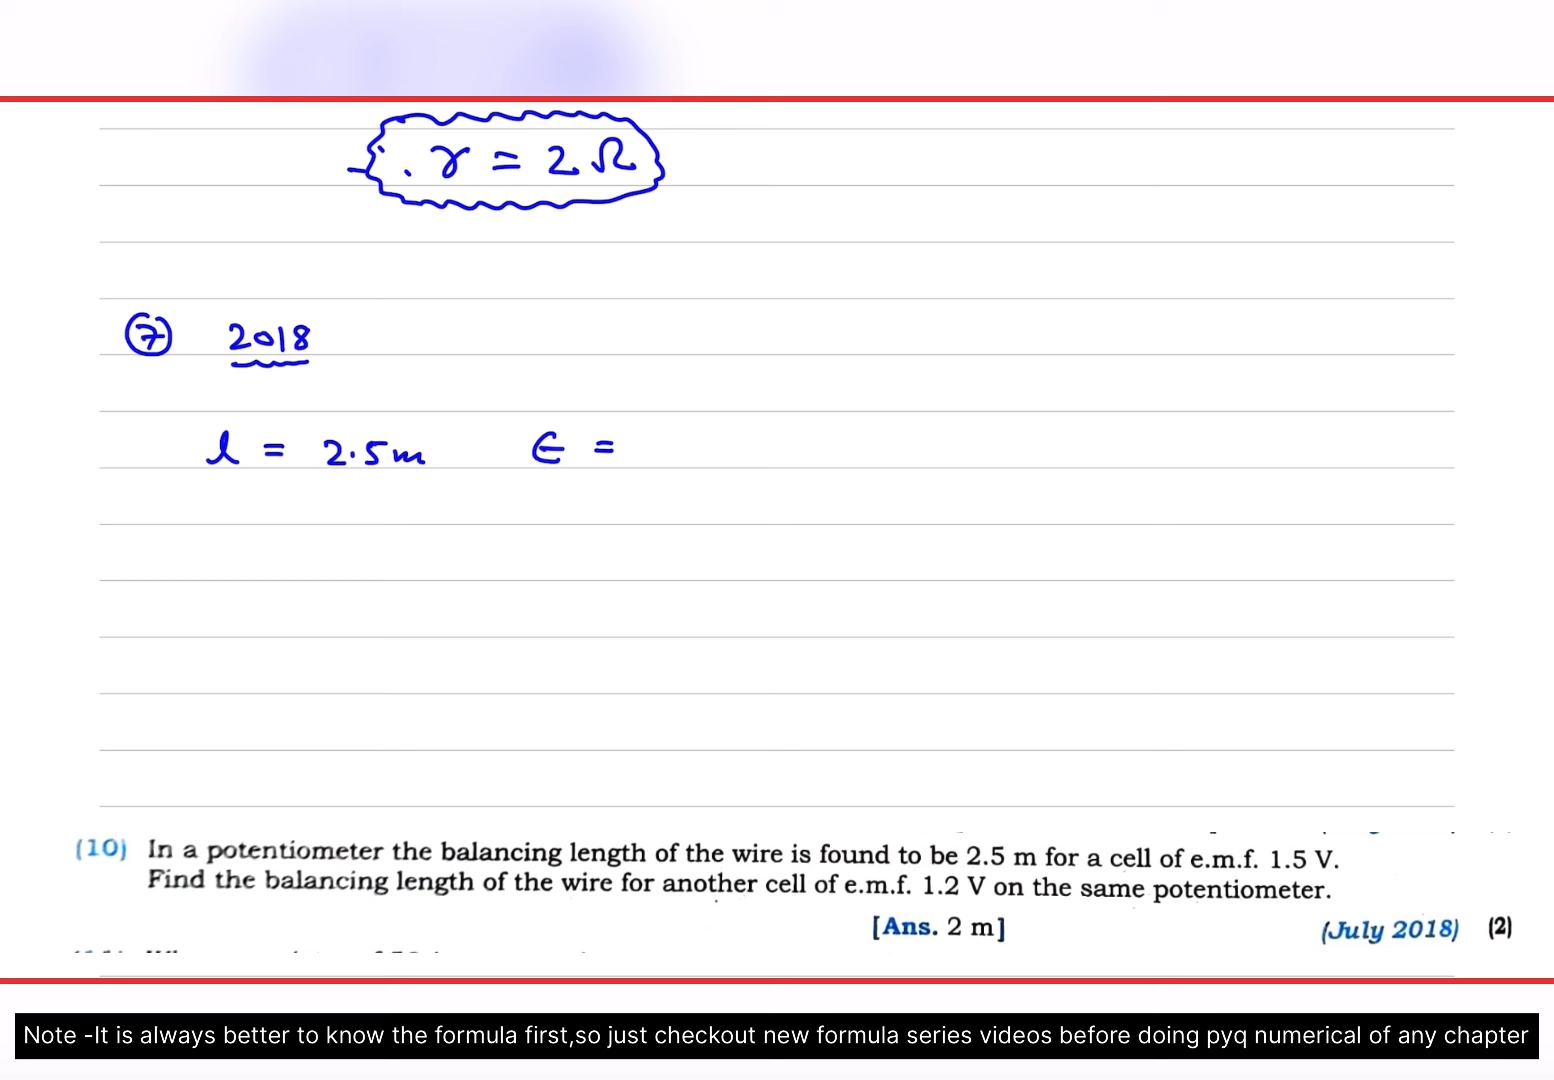 ∴ r = 2 Ω
7 2018
l = 2.5 m E =
(10) In a potentiometer the balancing length of the wire is found to be 2.5 m for a cell of e.m.f. 1.5 V.
Find the balancing length of the wire for another cell of e.m.f. 1.2 V on the same potentiometer.
[Ans. 2 m] (July 2018) (2)
Note -It is always better to know the formula first,so just checkout new formula series videos before doing pyq numerical of any chapter